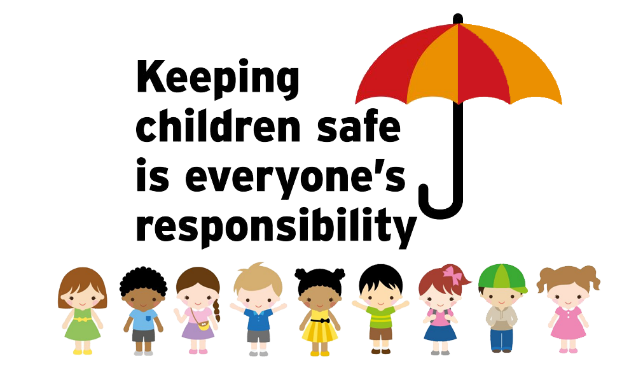 Keeping
children safe
is everyone's
responsibility